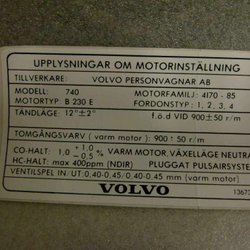 UPPLYSNINGAR OM MOTORINSTÄLLNING
TILLVERKARE: VOLVO PERSONVAGNAR AB
MODELL: 740 MOTORFAMILJ: 4170 - 85
MOTORTYP: B 230 E FORDONSTYP: 1, 2, 3, 4
TÄNDLÄGE: 12°±2° f.ö.d VID 900±50 r/m
TOMGÅNGSVARV ( varm motor ): 900±50 r/m
CO-HALT: 1,0 +1,0 -0,5 % VARM MOTOR, VÄXELLÄGE NEUTRA
HC-HALT: max 400ppm (NDIR) PLUGGAT PULSAIRSYSTE
VENTILSPEL IN/UT: 0,40-0,45/0,40-0,45 mm (varm motor)
VOLVO